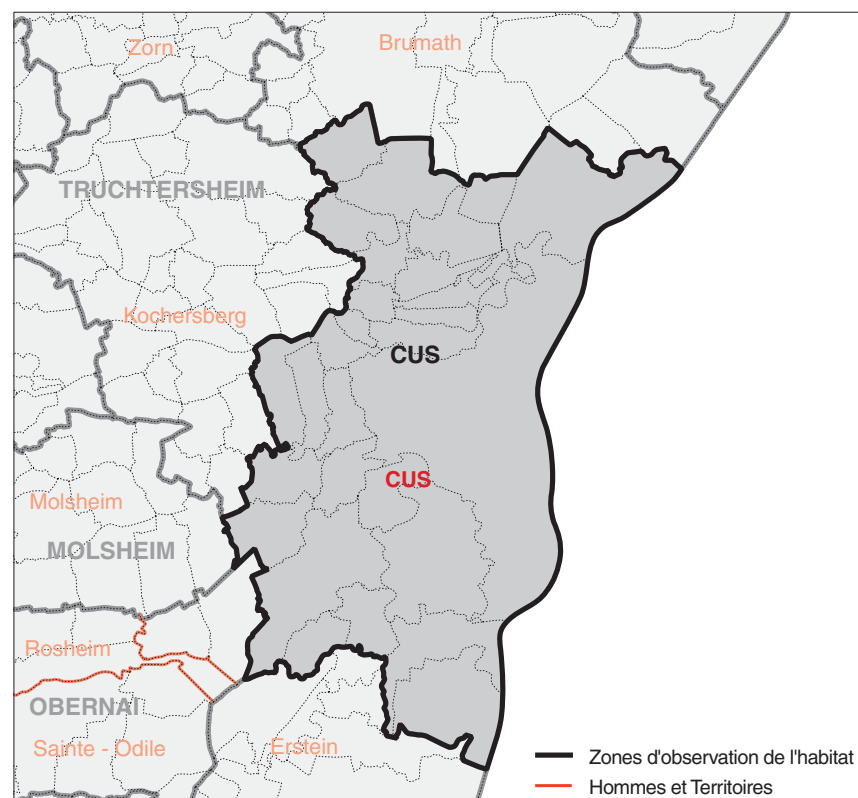 Zorn
Brumath
TRUCHTERSHEIM
Kochersberg
CUS
CUS
Molsheim
MOLSHEIM
Rosheim
OBERNAI
Sainte - Odile
Erstein
Zones d'observation de l'habitat
Hommes et Territoires